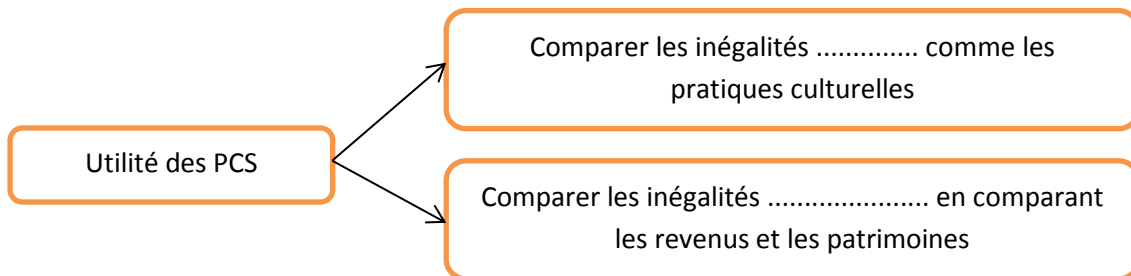 Comparer les inégalités .............. comme les
pratiques culturelles
Utilité des PCS
Comparer les inégalités ...................... en comparant
les revenus et les patrimoines